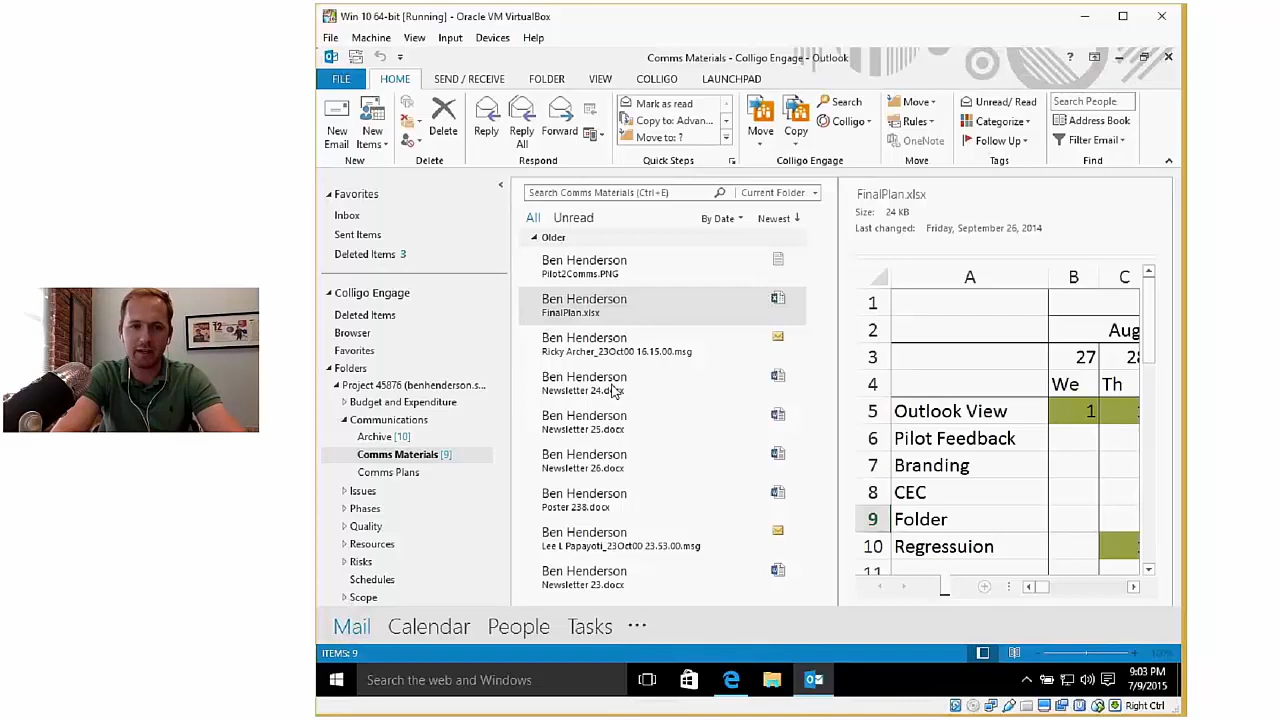 Win 10 64-bit [Running] - Oracle VM VirtualBox
File Machine View Input Devices Help
Comms Materials - Colligo Engage - Outlook
FILE HOME SEND / RECEIVE FOLDER VIEW COLLIGO LAUNCHPAD
New Email
New Items
New
Delete
Delete
Reply
Reply All
Forward
Respond
Mark as read
Copy to: Advan...
Move to: ?
Quick Steps
Move
Copy
Search
Colligo
Colligo Engage
Move
Rules
OneNote
Move
Unread/ Read
Categorize
Follow Up
Tags
Search People
Address Book
Filter Email
Find
Favorites
Inbox
Sent Items
Deleted Items 3
Colligo Engage
Deleted Items
Browser
Favorites
Folders
Project 45876 (benhenderson.s...
Budget and Expenditure
Communications
Archive [10]
Comms Materials [9]
Comms Plans
Issues
Phases
Quality
Resources
Risks
Schedules
Scope
Search Comms Materials (Ctrl+E)
Current Folder
All Unread
By Date Newest
Older
Ben Henderson
Pilot2Comms.PNG
Ben Henderson
FinalPlan.xlsx
Ben Henderson
Ricky Archer_23Oct00 16.15.00.msg
Ben Henderson
Newsletter 24.docx
Ben Henderson
Newsletter 25.docx
Ben Henderson
Newsletter 26.docx
Ben Henderson
Poster 238.docx
Ben Henderson
Lee L Papayoti_23Oct00 23.53.00.msg
Ben Henderson
Newsletter 23.docx
FinalPlan.xlsx
Size: 24 KB
Last changed: Friday, September 26, 2014
A B C
1
2 Aug
3 27 28
4 We Th
5 Outlook View 1
6 Pilot Feedback
7 Branding
8 CEC
9 Folder
10 Regressuion
11
Mail Calendar People Tasks ...
ITEMS: 9
100%
Search the web and Windows
9:03 PM
7/9/2015
Right Ctrl
12